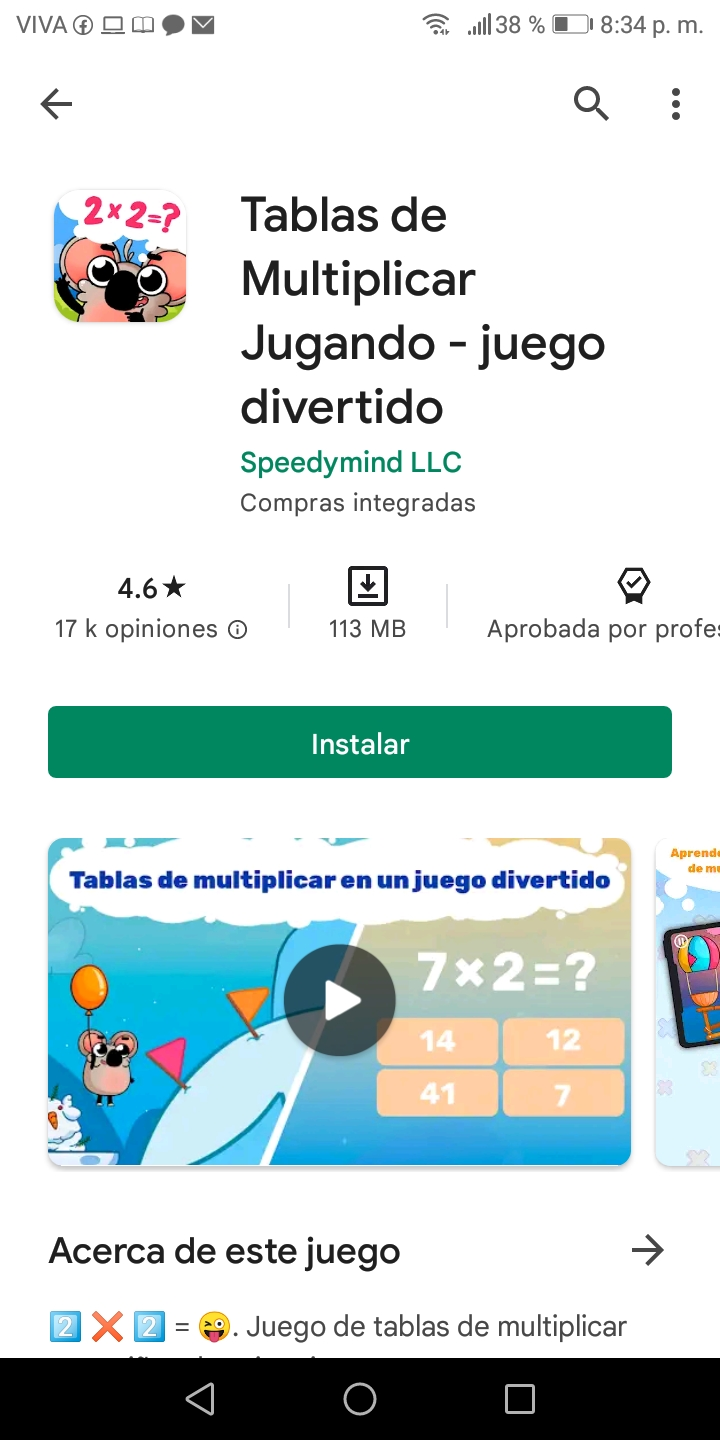 VIVA 38 % 8:34 p. m.
2×2=?
Tablas de
Multiplicar
Jugando - juego
divertido
Speedymind LLC
Compras integradas
4.6★
17 k opiniones
113 MB
Aprobada por profes
Instalar
Tablas de multiplicar en un juego divertido
7×2=?
14 12
41 7
Aprende
de mu
Acerca de este juego
2️⃣ ❌ 2️⃣ = 😜. Juego de tablas de multiplicar